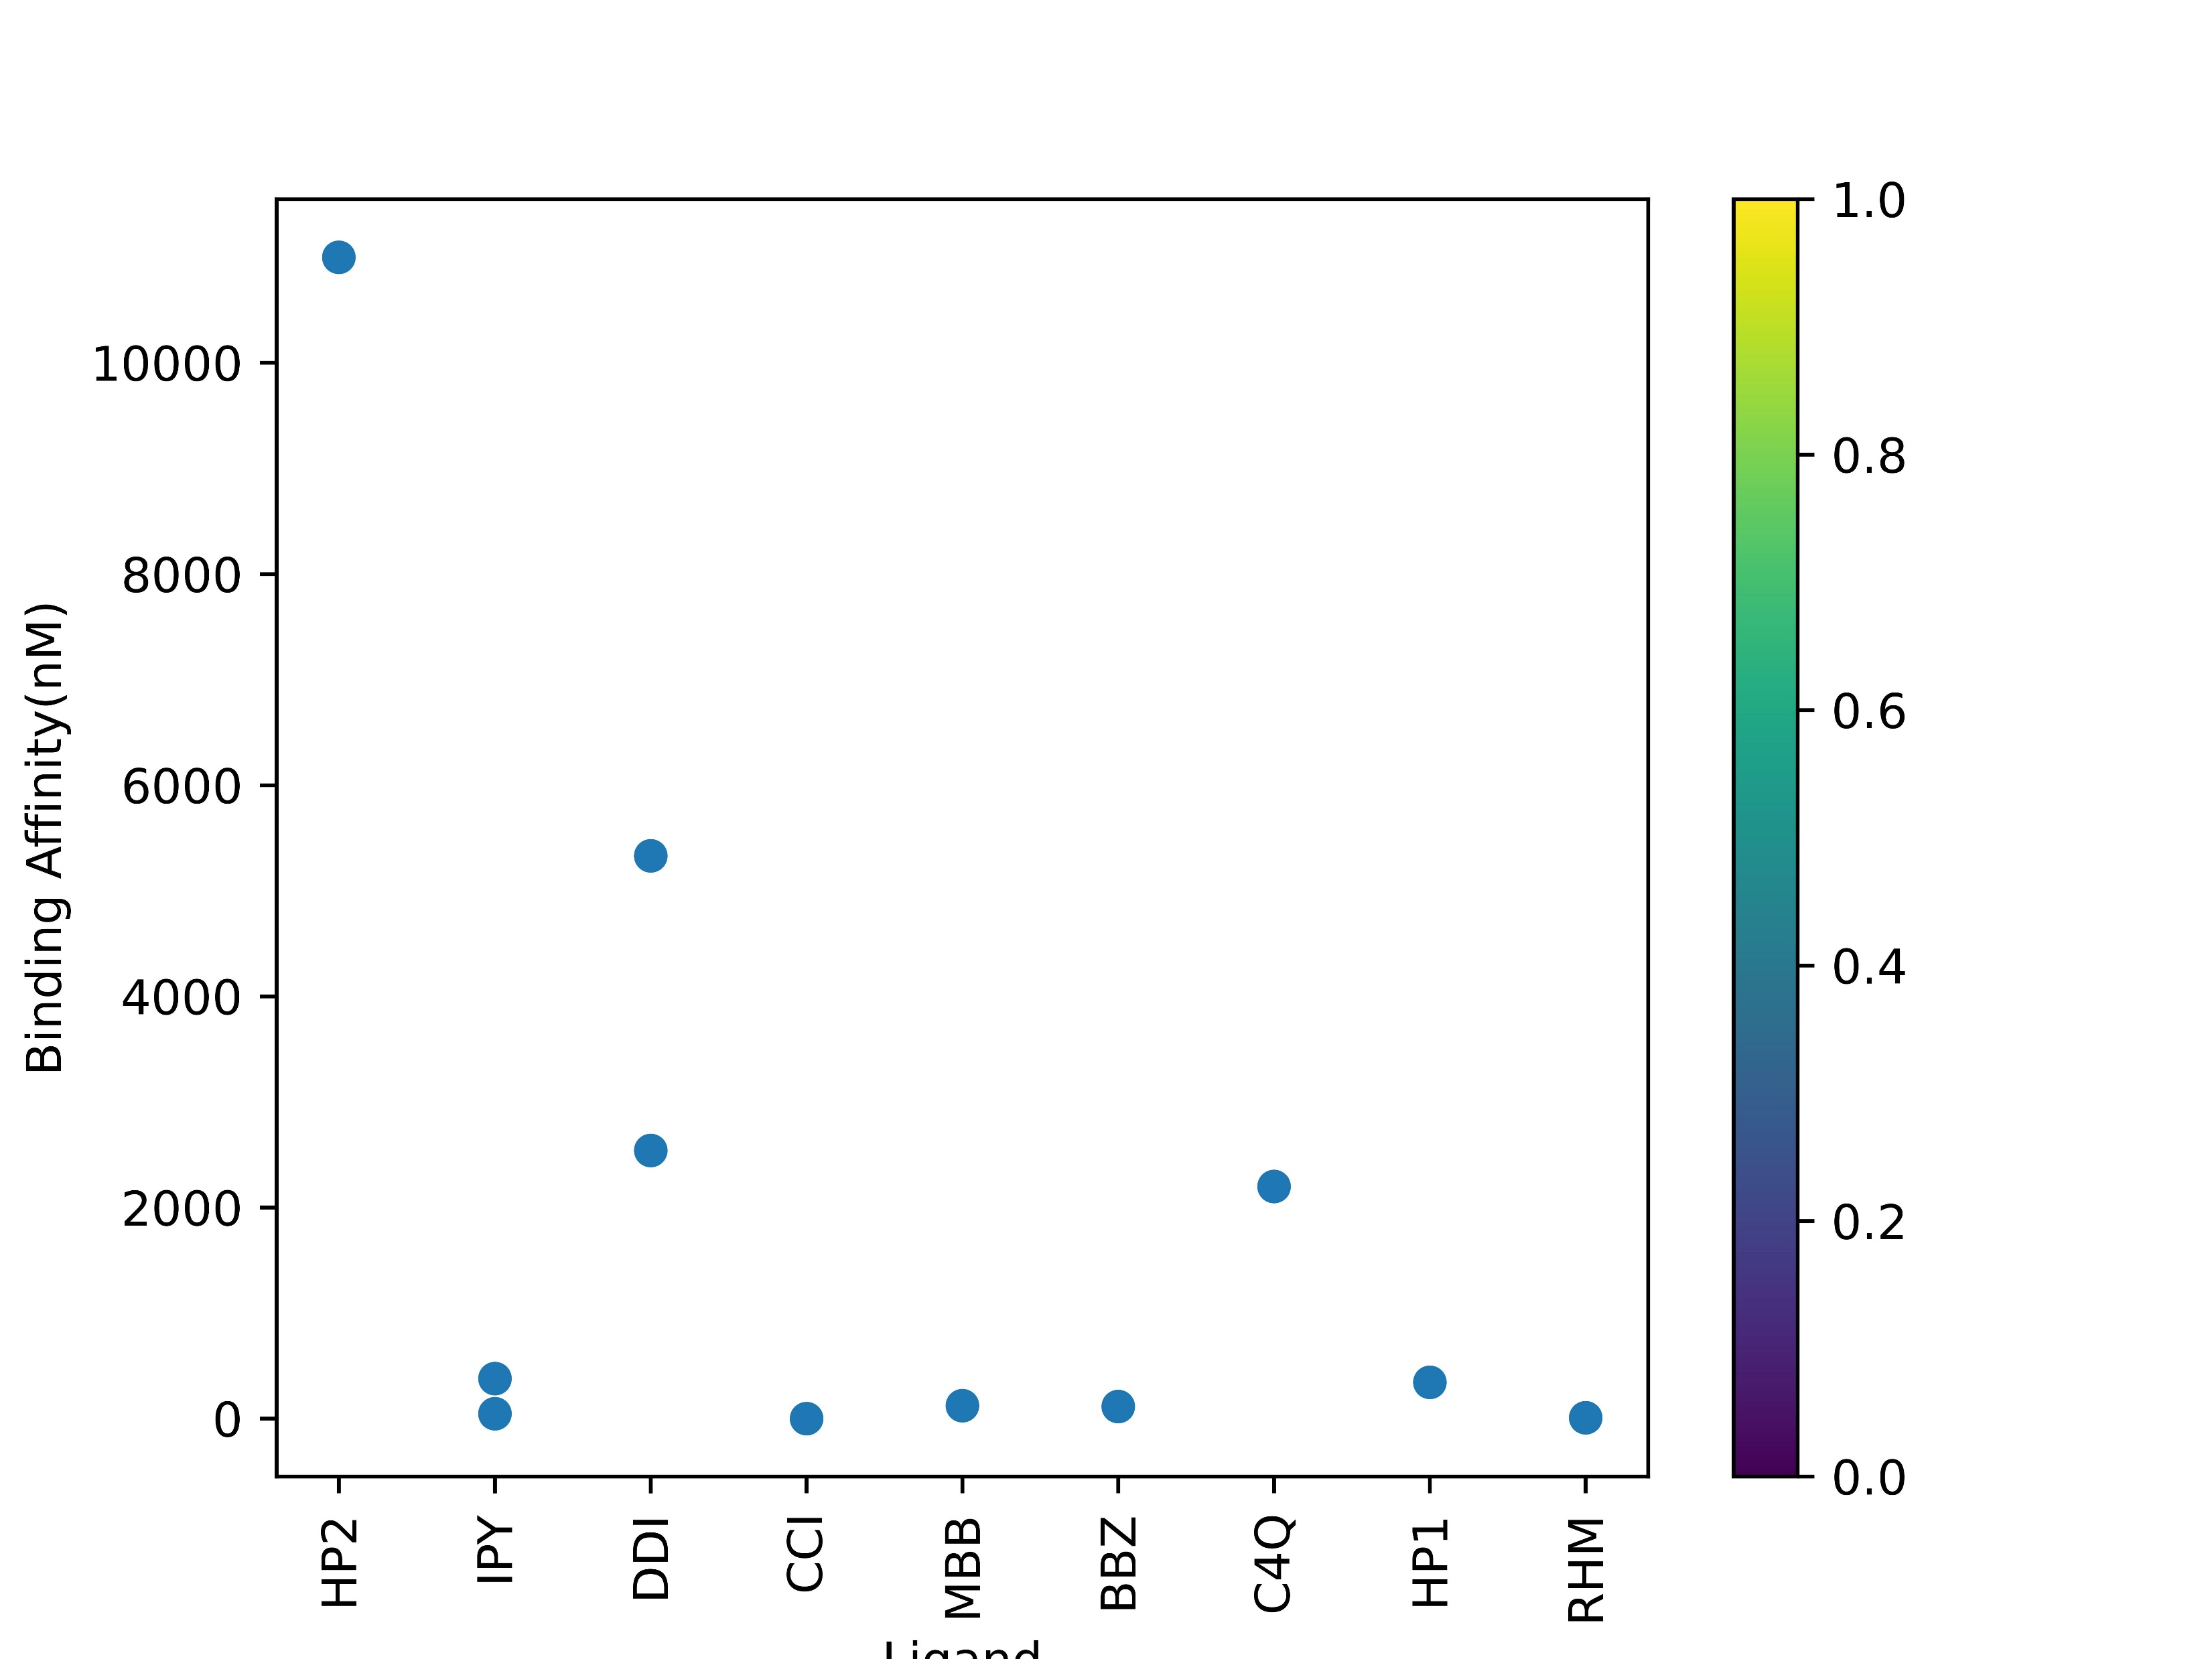 Binding Affinity(nM)
10000
8000
6000
4000
2000
0
HP2
IPY
DDI
CCI
MBB
BBZ
C4Q
HP1
RHM
Ligand
1.0
0.8
0.6
0.4
0.2
0.0